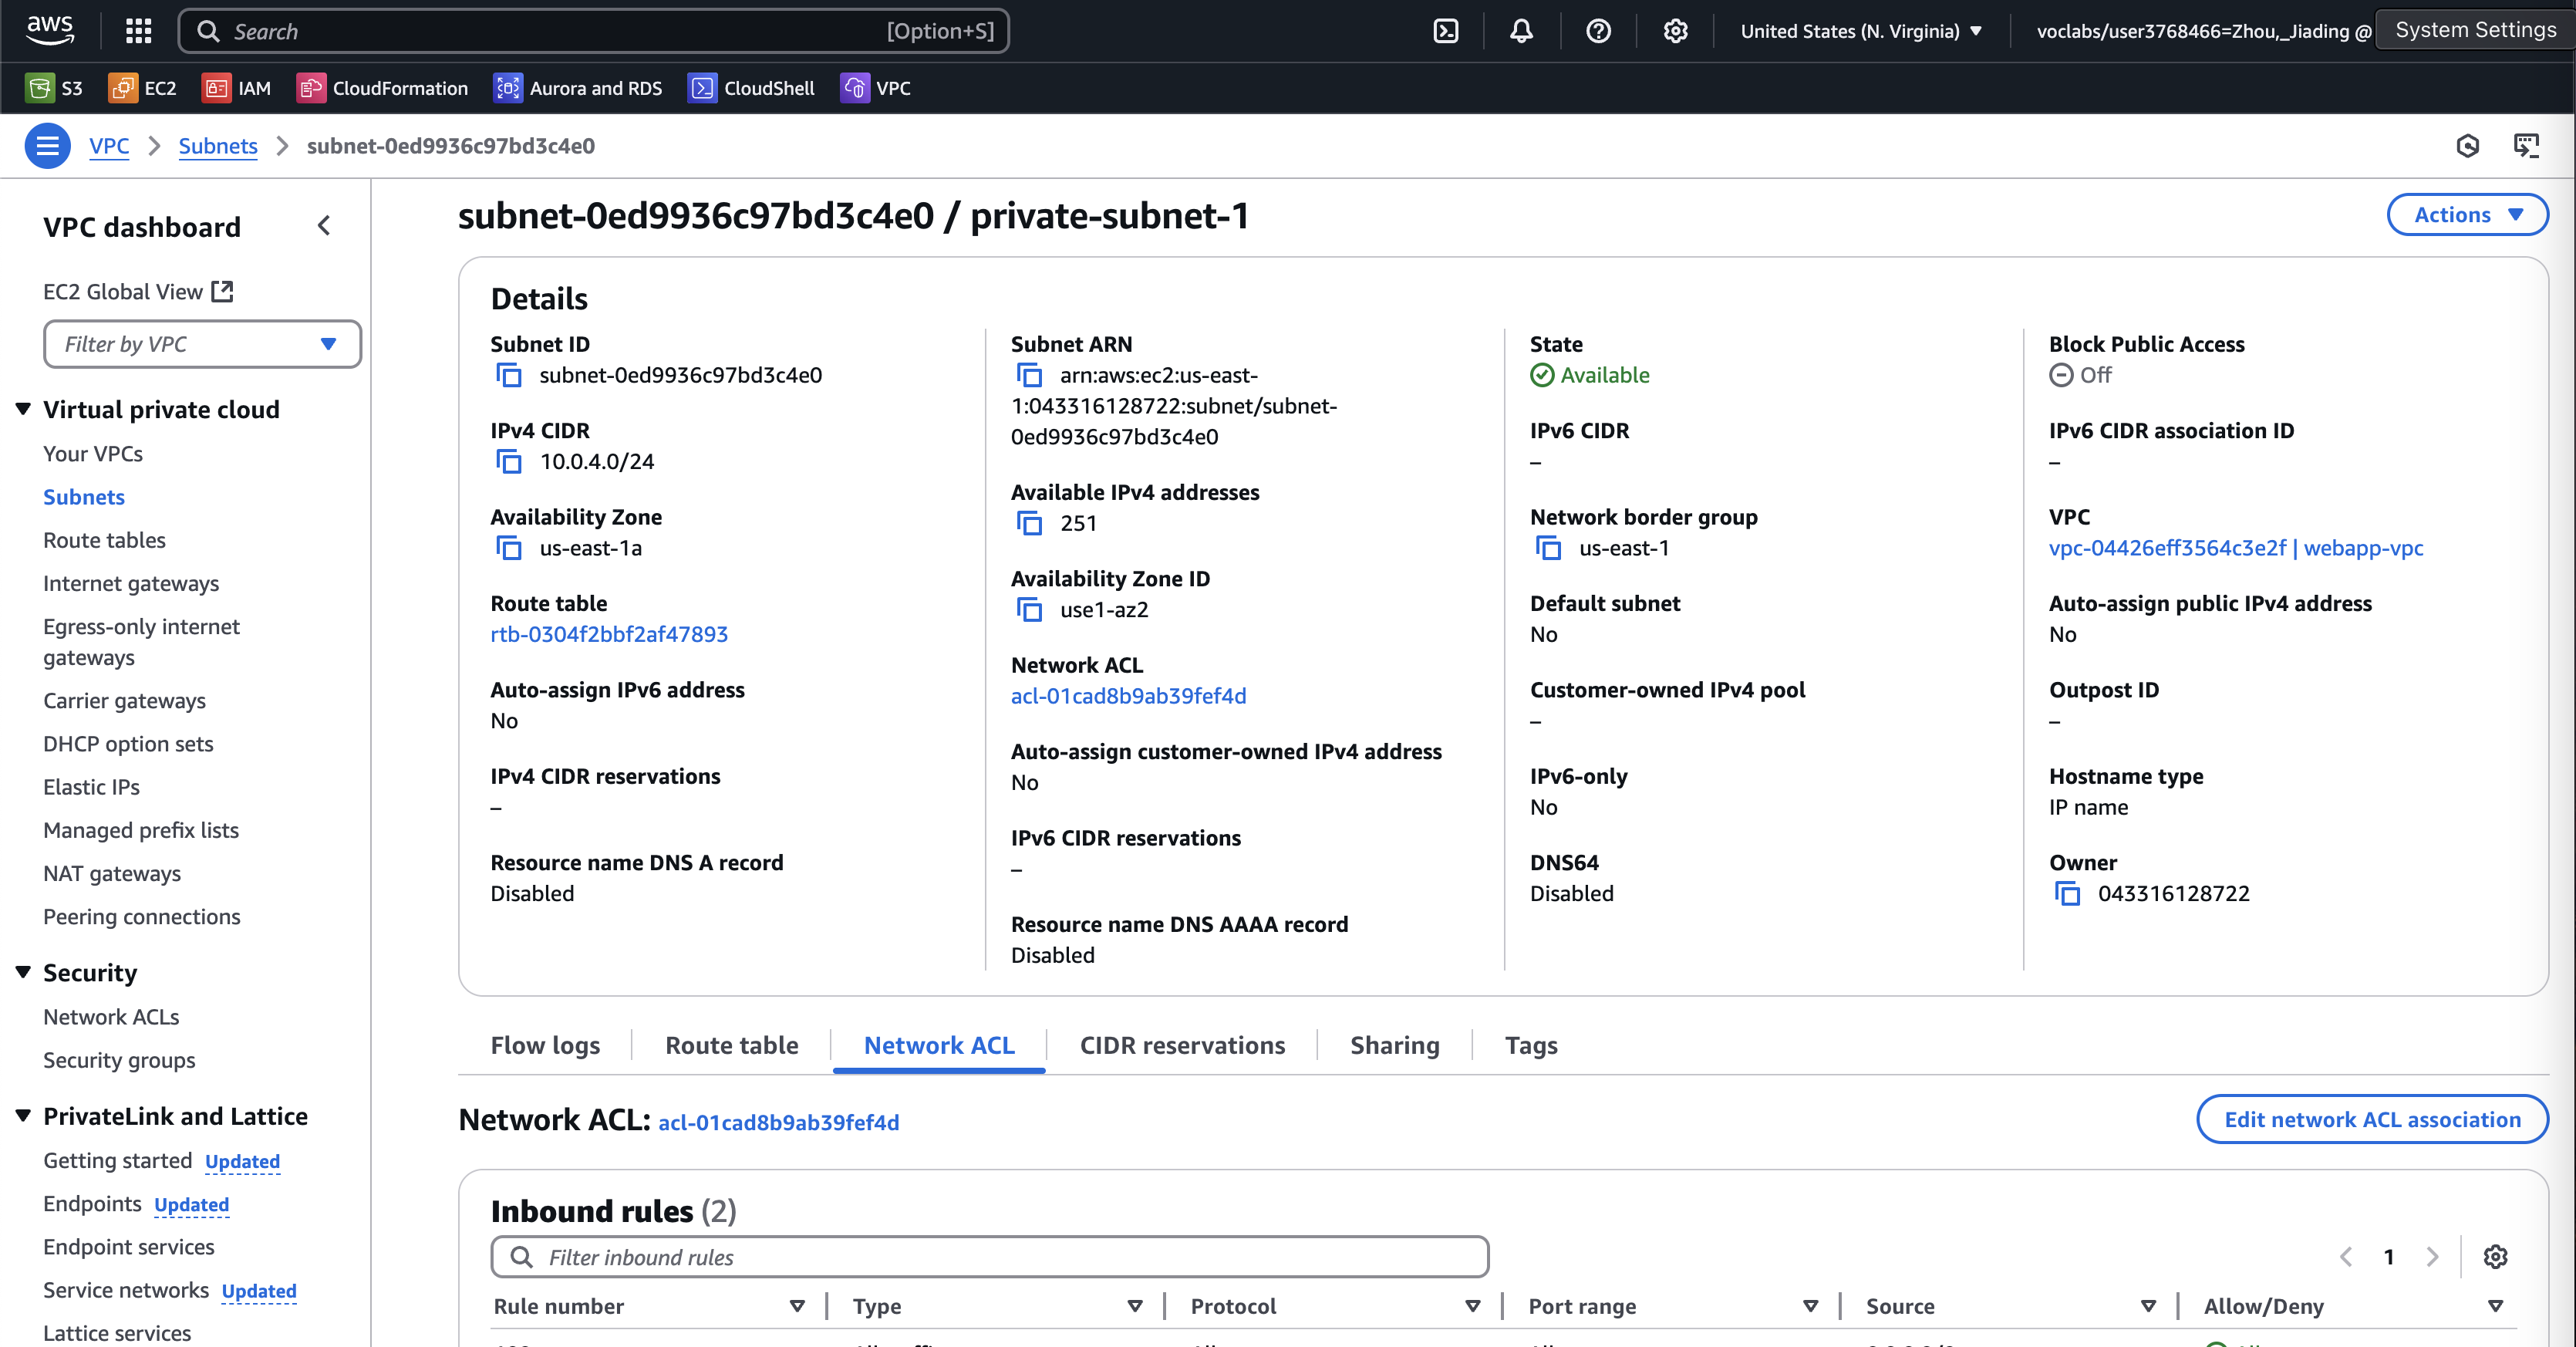 aws
Search [Option+S]
United States (N. Virginia)
voclabs/user3768466=Zhou,_Jiading @
System Settings
S3
EC2
IAM
CloudFormation
Aurora and RDS
CloudShell
VPC
VPC > Subnets > subnet-0ed9936c97bd3c4e0
VPC dashboard
EC2 Global View
Filter by VPC
Virtual private cloud
Your VPCs
Subnets
Route tables
Internet gateways
Egress-only internet
gateways
Carrier gateways
DHCP option sets
Elastic IPs
Managed prefix lists
NAT gateways
Peering connections
Security
Network ACLs
Security groups
PrivateLink and Lattice
Getting started Updated
Endpoints Updated
Endpoint services
Service networks Updated
Lattice services
subnet-0ed9936c97bd3c4e0 / private-subnet-1
Actions
Details
Subnet ID
subnet-0ed9936c97bd3c4e0
IPv4 CIDR
10.0.4.0/24
Availability Zone
us-east-1a
Route table
rtb-0304f2bbf2af47893
Auto-assign IPv6 address
No
IPv4 CIDR reservations
–
Resource name DNS A record
Disabled
Subnet ARN
arn:aws:ec2:us-east-
1:043316128722:subnet/subnet-
0ed9936c97bd3c4e0
Available IPv4 addresses
251
Availability Zone ID
use1-az2
Network ACL
acl-01cad8b9ab39fef4d
Auto-assign customer-owned IPv4 address
No
IPv6 CIDR reservations
–
Resource name DNS AAAA record
Disabled
State
Available
IPv6 CIDR
–
Network border group
us-east-1
Default subnet
No
Customer-owned IPv4 pool
–
IPv6-only
No
DNS64
Disabled
Block Public Access
Off
IPv6 CIDR association ID
–
VPC
vpc-04426eff3564c3e2f | webapp-vpc
Auto-assign public IPv4 address
No
Outpost ID
–
Hostname type
IP name
Owner
043316128722
Flow logs
Route table
Network ACL
CIDR reservations
Sharing
Tags
Network ACL: acl-01cad8b9ab39fef4d
Edit network ACL association
Inbound rules (2)
Filter inbound rules
1
Rule number
Type
Protocol
Port range
Source
Allow/Deny